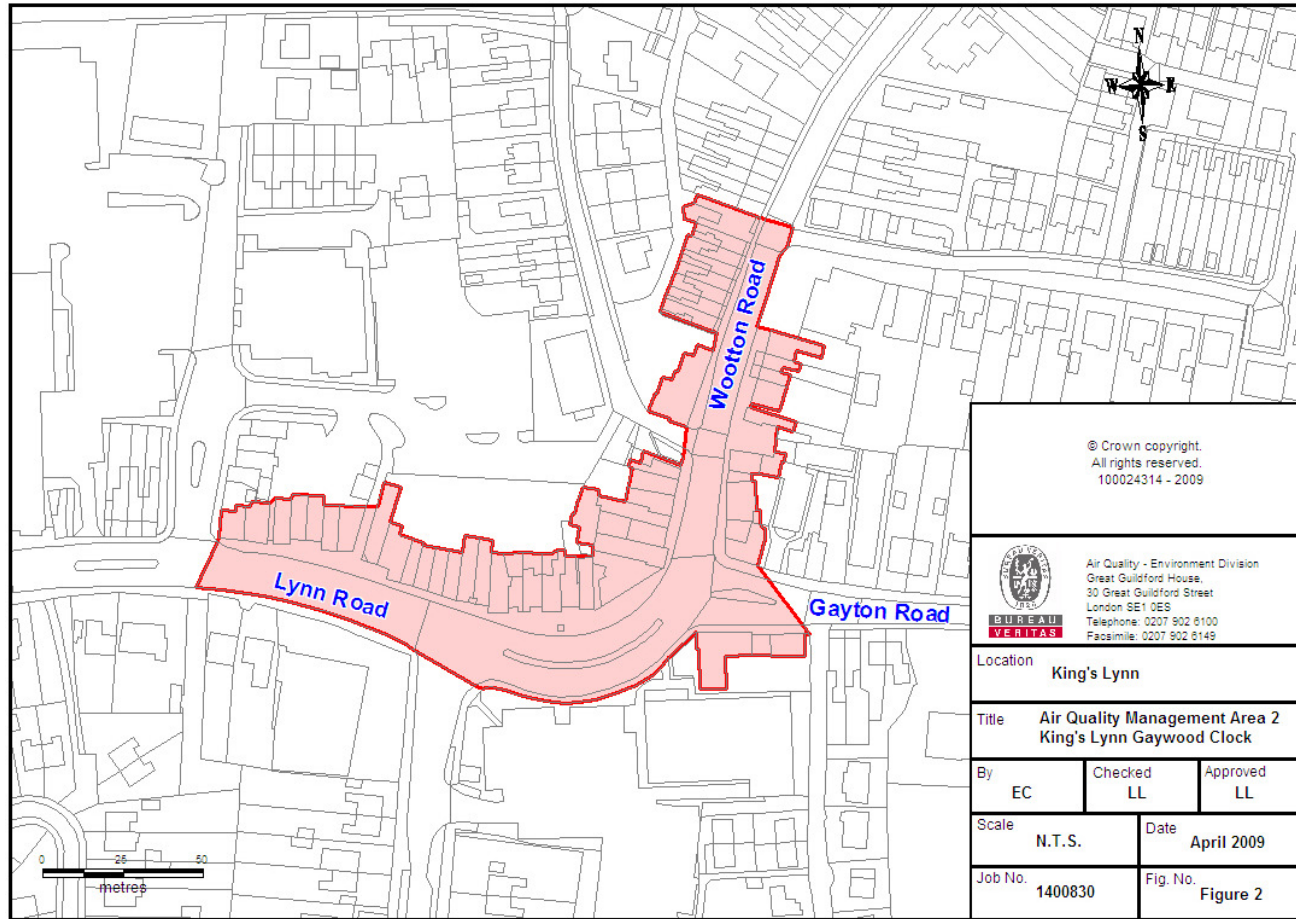 N
W E
S
Wootton Road
Lynn Road
Gayton Road
0 25 50
metres
© Crown copyright.
All rights reserved.
100024314 - 2009
BUREAU VERITAS
1828
BUREAU
VERITAS
Air Quality - Environment Division
Great Guildford House,
30 Great Guildford Street
London SE1 0ES
Telephone: 0207 902 6100
Facsimile: 0207 902 6149
Location
King's Lynn
Title
Air Quality Management Area 2
King's Lynn Gaywood Clock
By
EC
Checked
LL
Approved
LL
Scale
N.T.S.
Date
April 2009
Job No.
1400830
Fig. No.
Figure 2